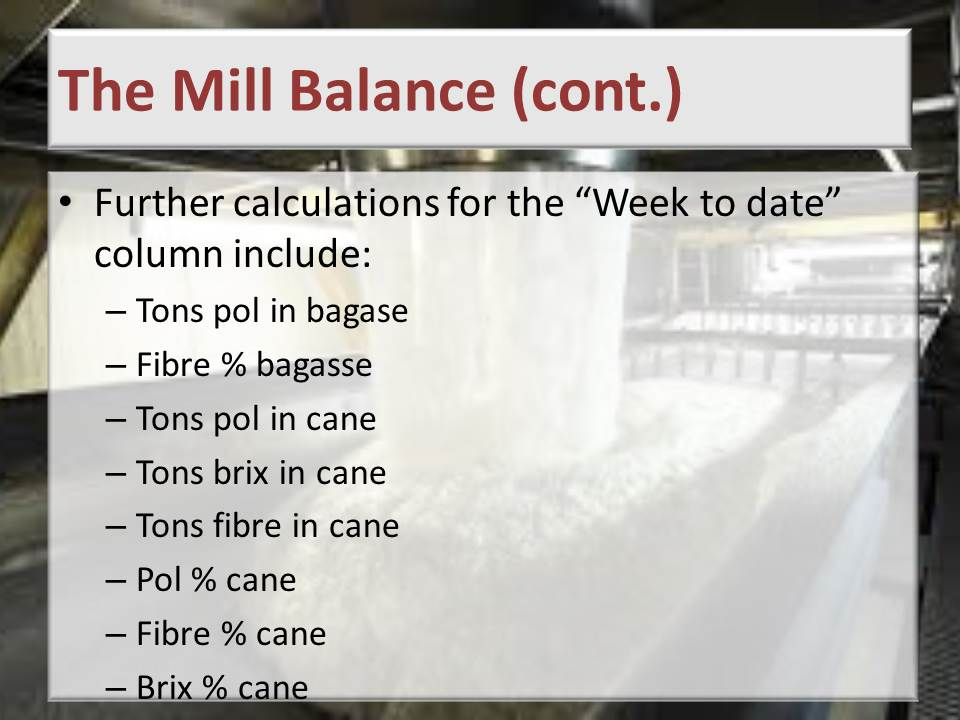 The Mill Balance (cont.)
• Further calculations for the “Week to date”
column include:
– Tons pol in bagase
– Fibre % bagasse
– Tons pol in cane
– Tons brix in cane
– Tons fibre in cane
– Pol % cane
– Fibre % cane
– Brix % cane